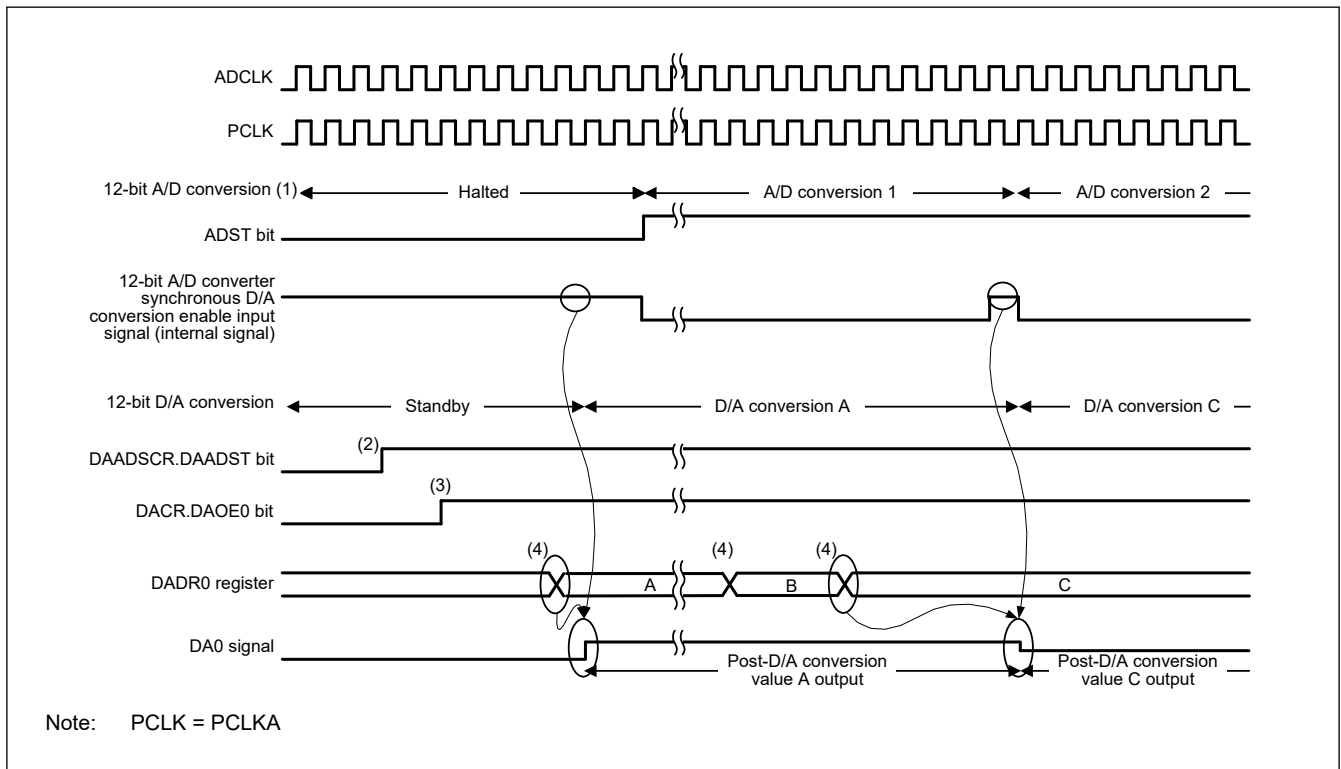 ADCLK
PCLK
12-bit A/D conversion (1)
Halted
A/D conversion 1
A/D conversion 2
ADST bit
12-bit A/D converter
synchronous D/A
conversion enable input
signal (internal signal)
12-bit D/A conversion
Standby
D/A conversion A
D/A conversion C
(2)
DAADSCR.DAADST bit
(3)
DACR.DAOE0 bit
(4)
(4)
(4)
DADR0 register
A
B
C
DA0 signal
Post-D/A conversion
value A output
Post-D/A conversion
value C output
Note: PCLK = PCLKA